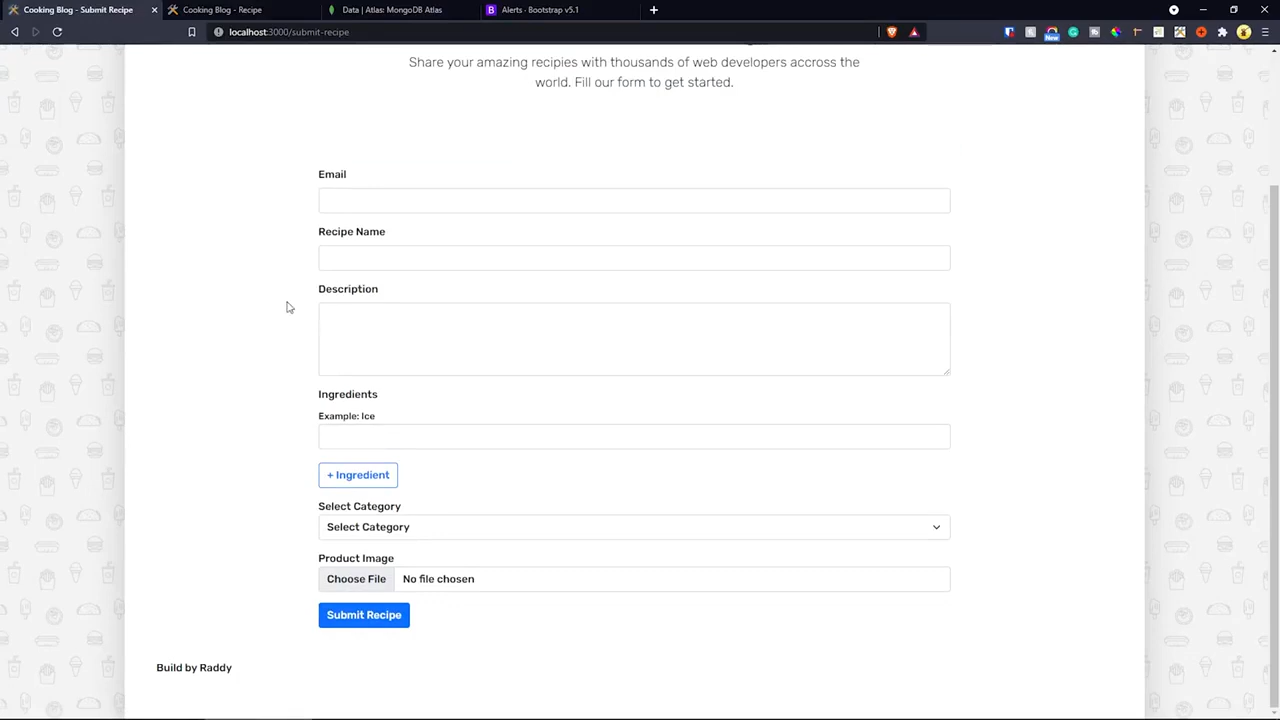 Cooking Blog - Submit Recipe
Cooking Blog - Recipe
Data | Atlas: MongoDB Atlas
Alerts · Bootstrap v5.1
localhost:3000/submit-recipe
New
Share your amazing recipies with thousands of web developers accross the
world. Fill our form to get started.
Email
Recipe Name
Description
Ingredients
Example: Ice
+ Ingredient
Select Category
Select Category
Product Image
Choose File No file chosen
Submit Recipe
Build by Raddy